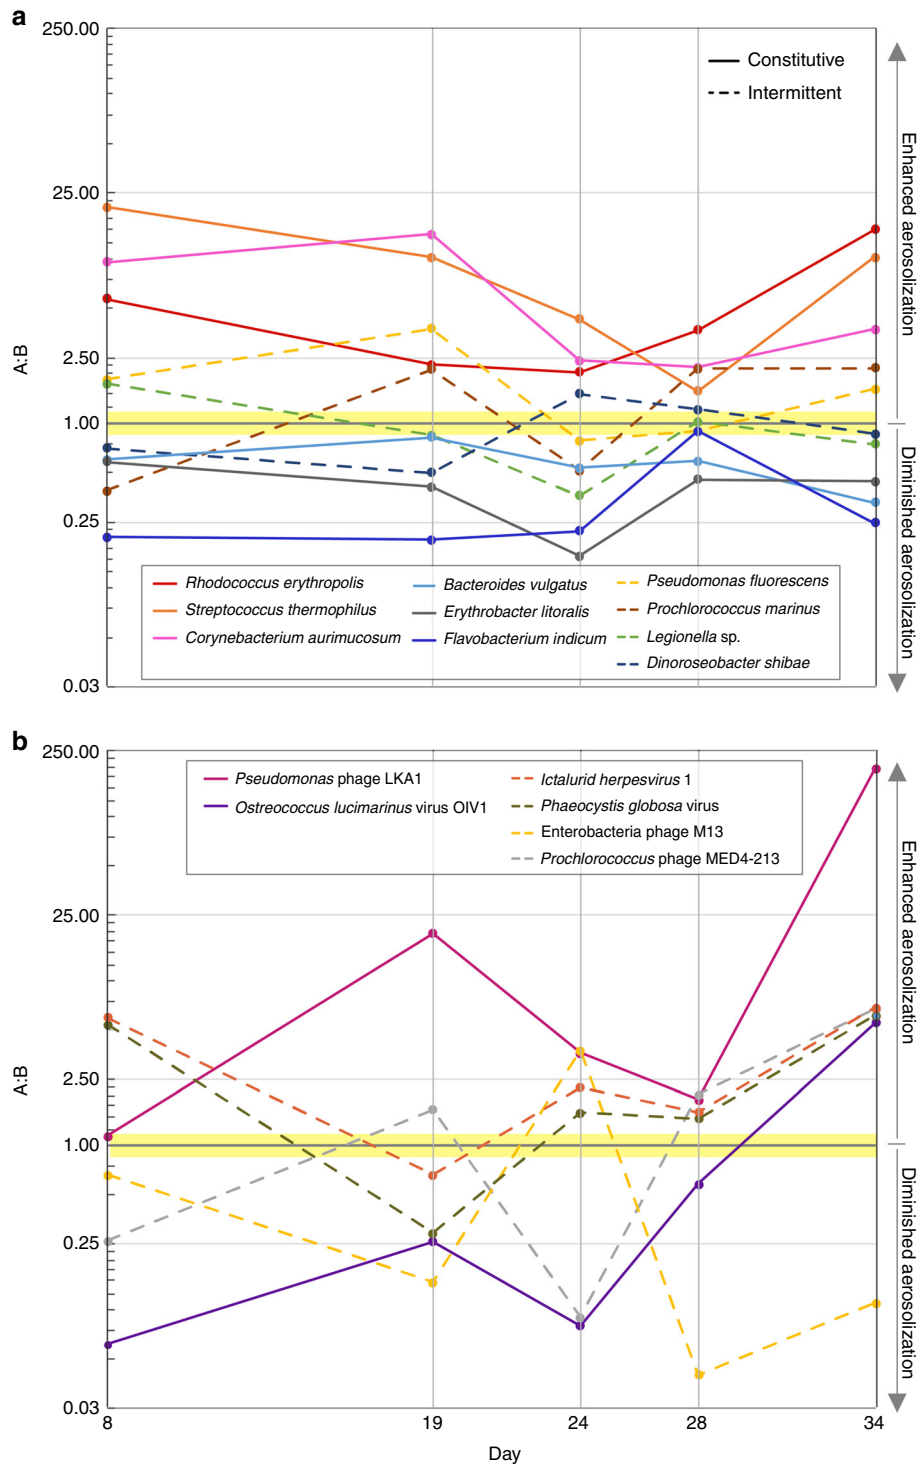 a
250.00
25.00
2.50
1.00
0.25
0.03
A:B
Constitutive
Intermittent
Enhanced aerosolization
Diminished aerosolization
Rhodococcus erythropolis
Streptococcus thermophilus
Corynebacterium aurimucosum
Bacteroides vulgatus
Erythrobacter litoralis
Flavobacterium indicum
Pseudomonas fluorescens
Prochlorococcus marinus
Legionella sp.
Dinoroseobacter shibae
b
250.00
25.00
2.50
1.00
0.25
0.03
A:B
Pseudomonas phage LKA1
Ostreococcus lucimarinus virus OlV1
Ictalurid herpesvirus 1
Phaeocystis globosa virus
Enterobacteria phage M13
Prochlorococcus phage MED4-213
Enhanced aerosolization
Diminished aerosolization
8 19 24 28 34
Day